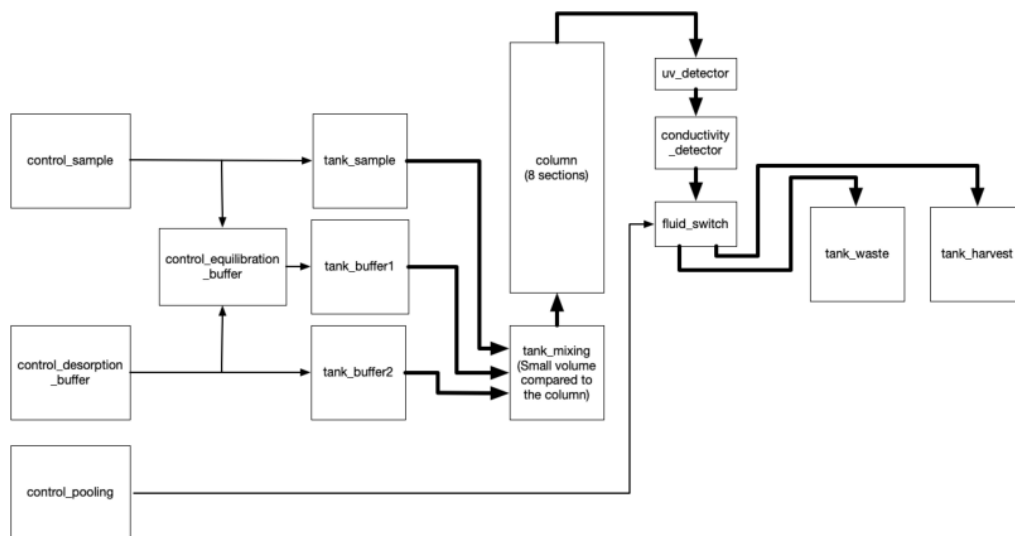 uv_detector
control_sample
tank_sample
column
(8 sections)
conductivity
_detector
fluid_switch
control_equilibration
_buffer
tank_buffer1
tank_waste
tank_harvest
control_desorption
_buffer
tank_buffer2
tank_mixing
(Small volume
compared to
the column)
control_pooling